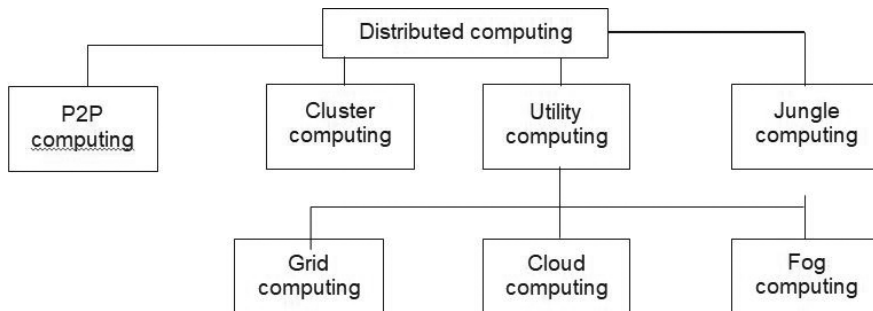 Distributed computing
P2P
computing
Cluster
computing
Utility
computing
Jungle
computing
Grid
computing
Cloud
computing
Fog
computing